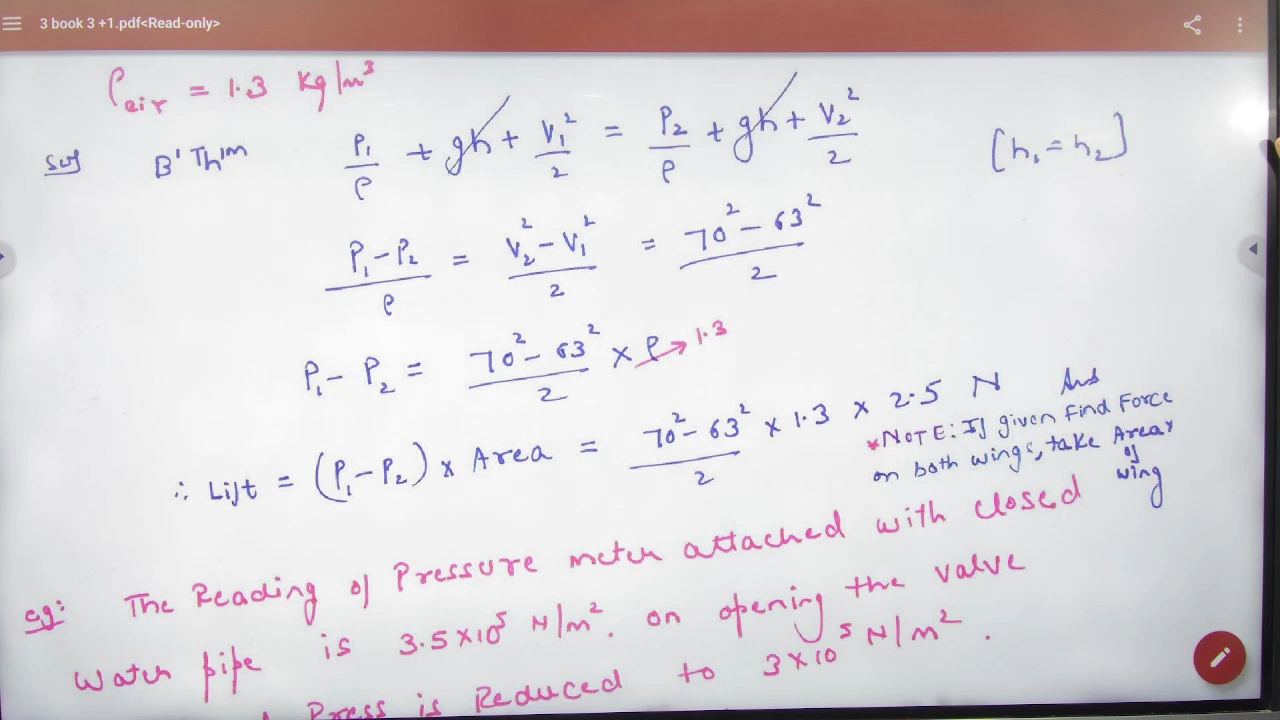 3 book 3 +1.pdf<Read-only>
ρair = 1.3 Kg/m³
Sol B' Th'm P₁/ρ + gh + V₁²/2 = P₂/ρ + gh + V₂²/2 [h₁ = h₂]
(P₁-P₂)/ρ = (V₂² - V₁²)/2 = (70² - 63²)/2
P₁ - P₂ = (70² - 63²)/2 × ρ → 1.3
∴ Lift = (P₁-P₂) × Area = (70² - 63²)/2 × 1.3 × 2.5 N Ans
*NOTE: If given Find Force
on both wings, take Area×
of
wing
eg: The Reading of Pressure meter attached with closed
Water pipe is 3.5×10⁵ N/m². on opening the valve
Press is Reduced to 3×10⁵ N/m².